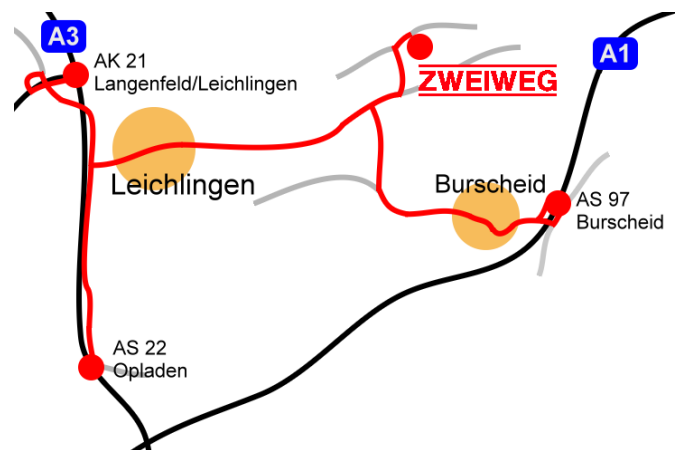 A3
AK 21
Langenfeld/Leichlingen
ZWEIWEG
A1
Leichlingen
Burscheid
AS 97
Burscheid
AS 22
Opladen